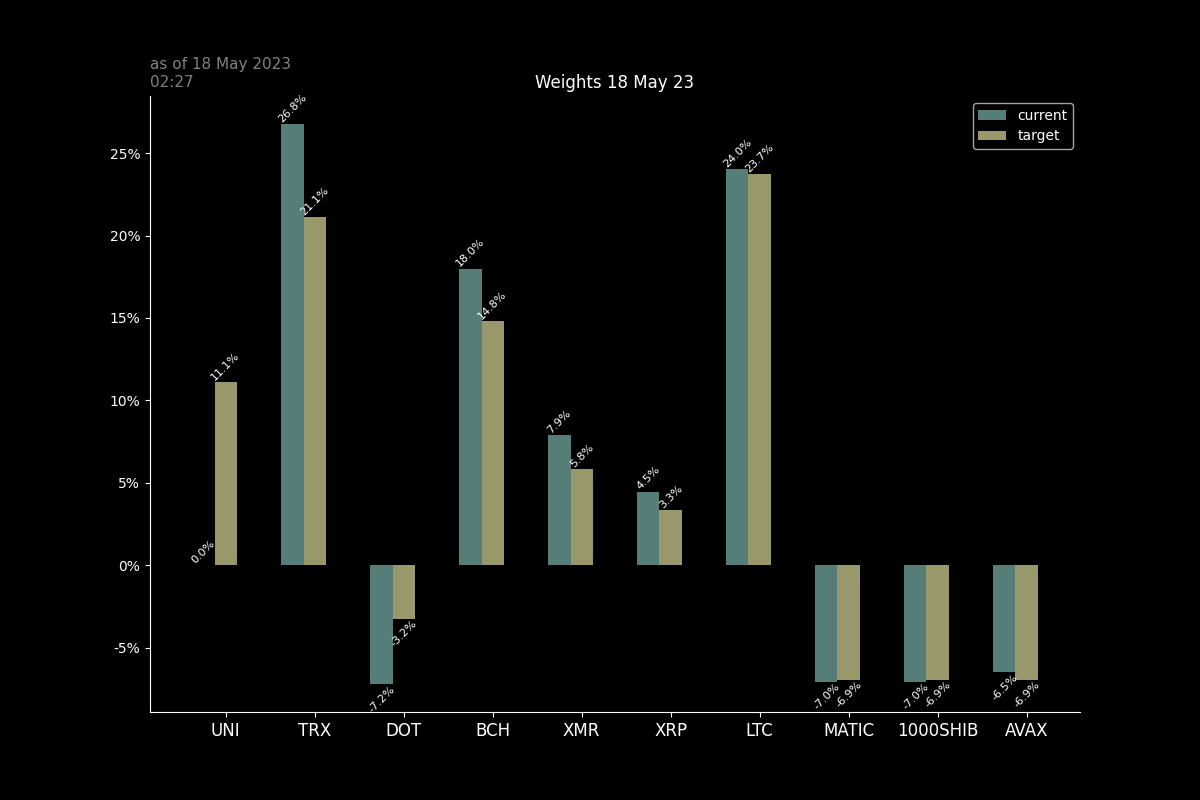 as of 18 May 2023
02:27
Weights 18 May 23
current
target
25%
20%
15%
10%
5%
0%
-5%
0.0%
11.1%
26.8%
21.1%
-7.2%
-3.2%
18.0%
14.8%
7.9%
5.8%
4.5%
3.3%
24.0%
23.7%
-7.0%
-6.9%
-7.0%
-6.9%
-6.5%
-6.9%
UNI
TRX
DOT
BCH
XMR
XRP
LTC
MATIC
1000SHIB
AVAX